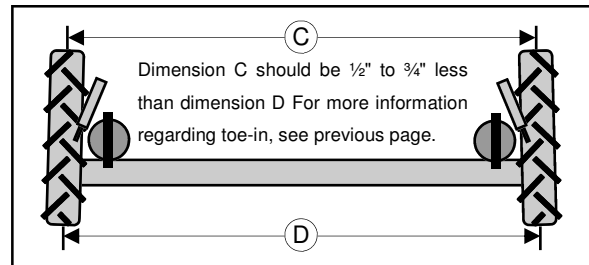 C
Dimension C should be ½" to ¾" less
than dimension D For more information
regarding toe-in, see previous page.
D